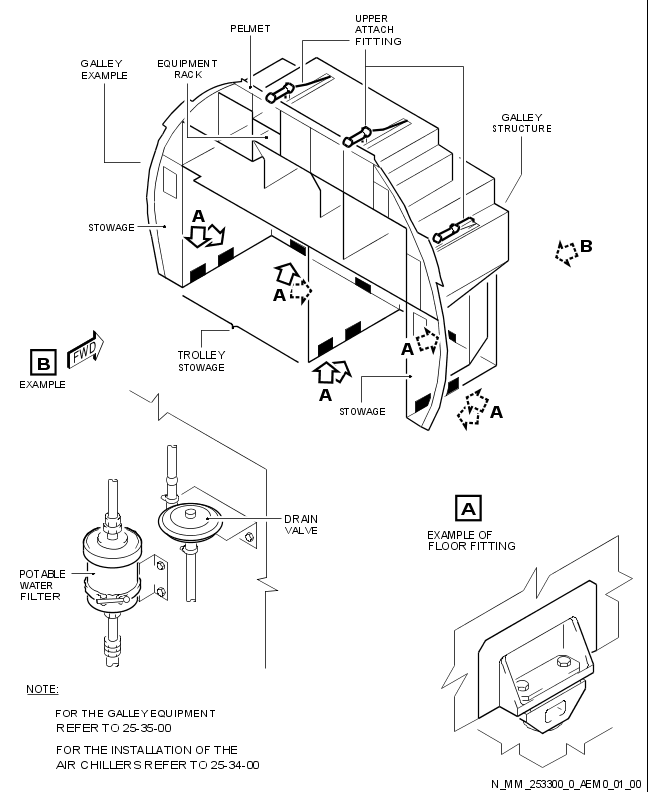 UPPER
ATTACH
FITTING
PELMET
GALLEY
EXAMPLE
EQUIPMENT
RACK
GALLEY
STRUCTURE
A
STOWAGE
B
A
A
TROLLEY
STOWAGE
A
STOWAGE
A
B
FWD
EXAMPLE
DRAIN
VALVE
POTABLE
WATER
FILTER
A
EXAMPLE OF
FLOOR FITTING
NOTE:
FOR THE GALLEY EQUIPMENT
REFER TO 25-35-00
FOR THE INSTALLATION OF THE
AIR CHILLERS REFER TO 25-34-00
N_MM_253300_0_AEM0_01_00